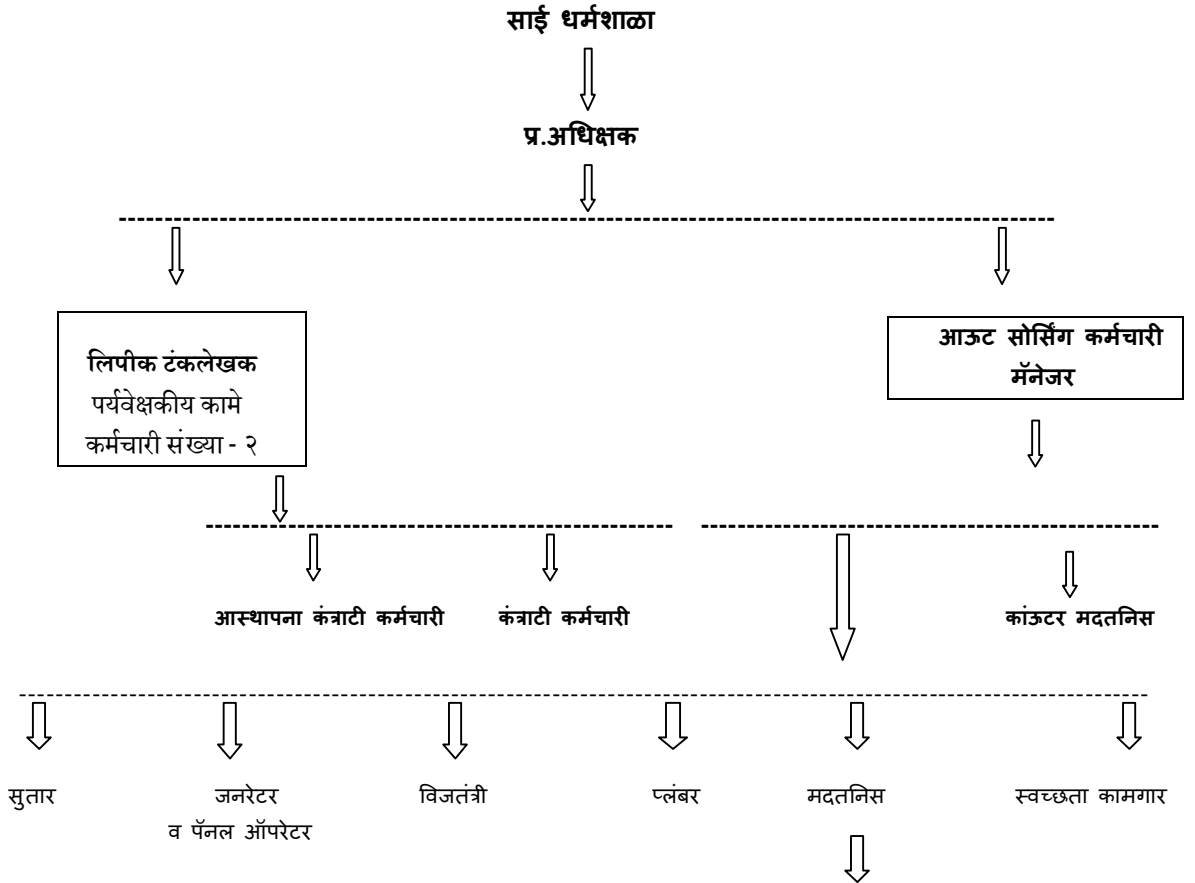 साई धर्मशाळा
प्र.अधिक्षक
लिपीक टंकलेखक
पर्यवेक्षकीय कामे
कर्मचारी संख्या - २
आऊट सोर्सिंग कर्मचारी
मॅनेजर
आस्थापना कंत्राटी कर्मचारी
कंत्राटी कर्मचारी
कांऊटर मदतनिस
सुतार
जनरेटर
व पॅनल ऑपरेटर
विजतंत्री
प्लंबर
मदतनिस
स्वच्छता कामगार